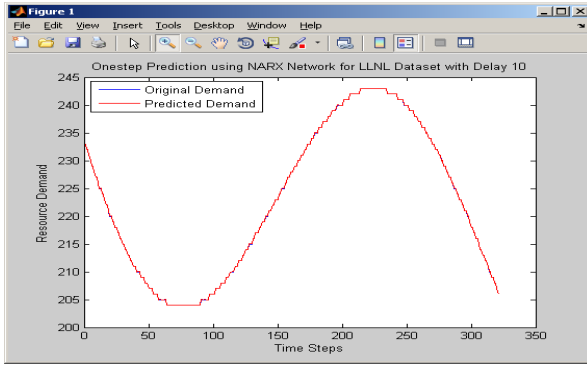 Figure 1
File Edit View Insert Tools Desktop Window Help
Onestep Prediction using NARX Network for LLNL Dataset with Delay 10
Original Demand
Predicted Demand
245
240
235
230
225
220
215
210
205
200
Resource Demand
0 50 100 150 200 250 300 350
Time Steps